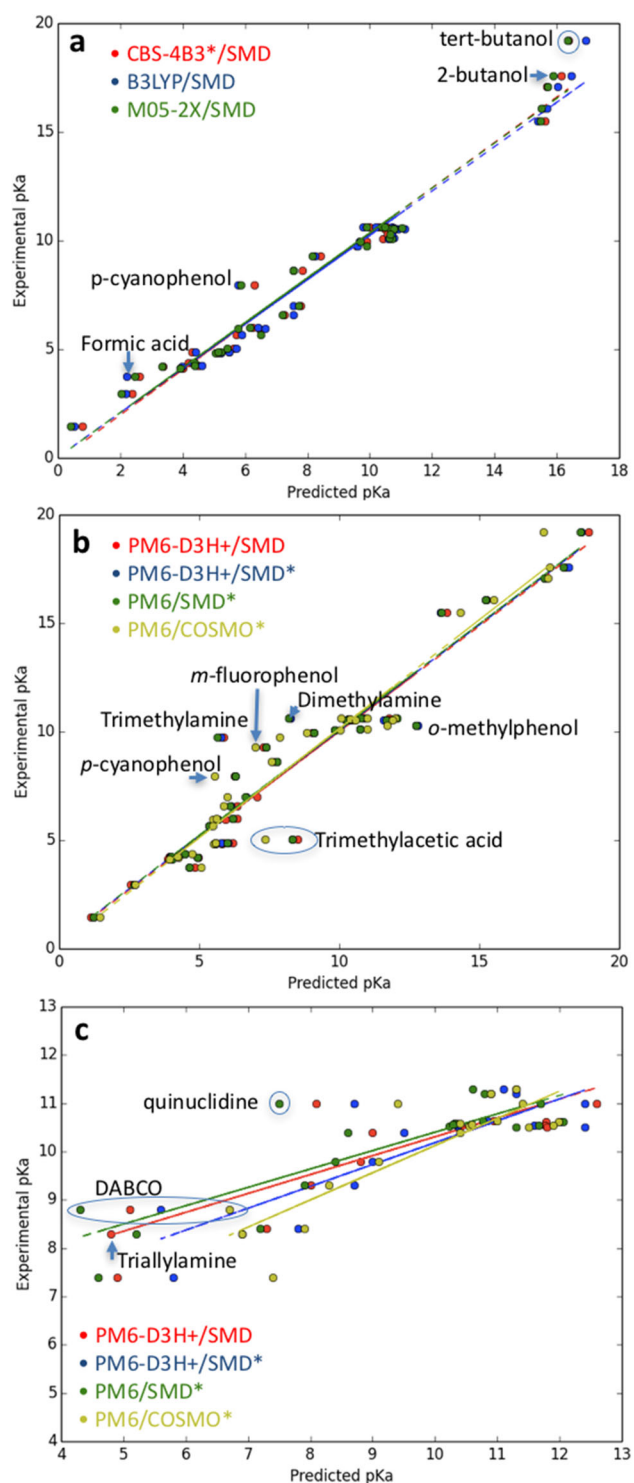 a
CBS-4B3*/SMD
B3LYP/SMD
M05-2X/SMD
tert-butanol
2-butanol
p-cyanophenol
Formic acid
Experimental pKa
20
15
10
5
0
0 2 4 6 8 10 12 14 16 18
Predicted pKa
b
PM6-D3H+/SMD
PM6-D3H+/SMD*
PM6/SMD*
PM6/COSMO*
m-fluorophenol
Dimethylamine
Trimethylamine
o-methylphenol
p-cyanophenol
Trimethylacetic acid
Experimental pKa
20
15
10
5
0
0 5 10 15 20
Predicted pKa
c
quinuclidine
DABCO
Triallylamine
PM6-D3H+/SMD
PM6-D3H+/SMD*
PM6/SMD*
PM6/COSMO*
Experimental pKa
13
12
11
10
9
8
7
6
5
4
4 5 6 7 8 9 10 11 12 13
Predicted pKa